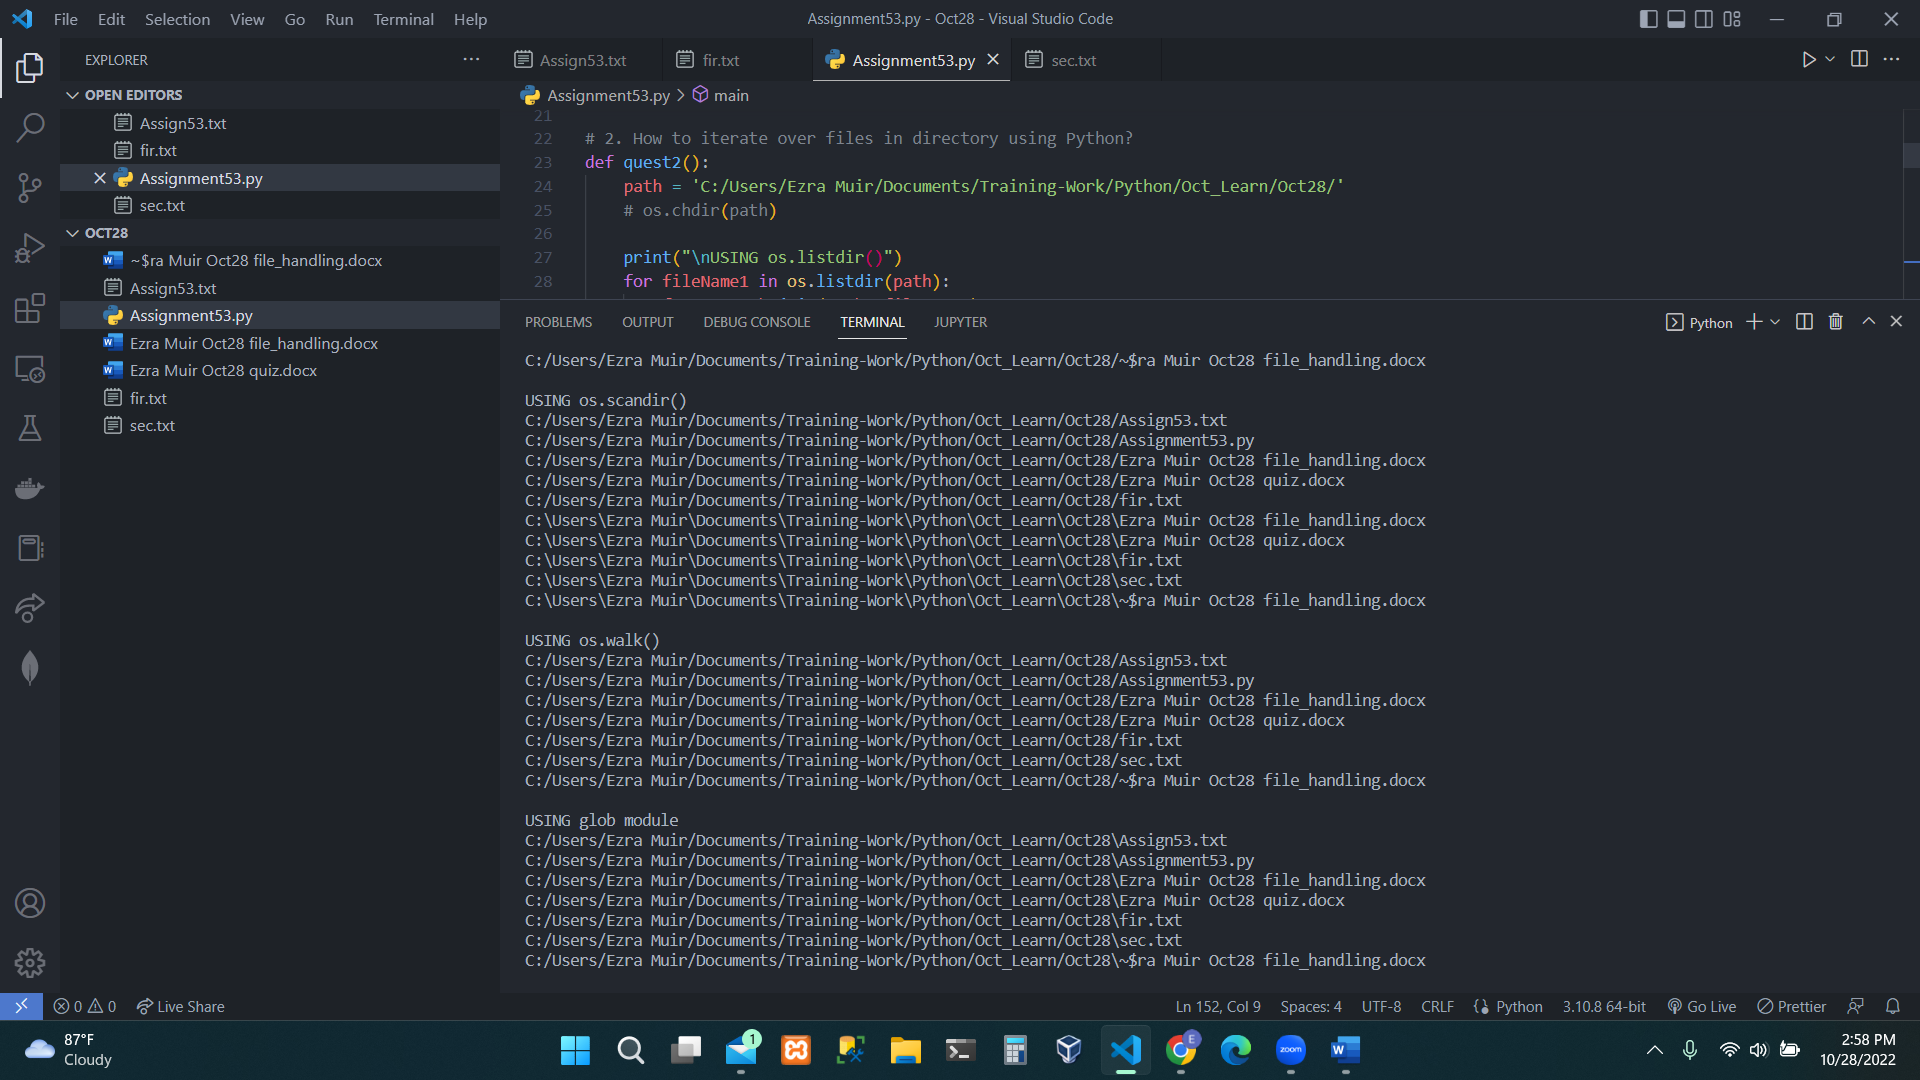 File Edit Selection View Go Run Terminal Help
Assignment53.py - Oct28 - Visual Studio Code
EXPLORER
OPEN EDITORS
Assign53.txt
fir.txt
Assignment53.py
sec.txt
OCT28
~$ra Muir Oct28 file_handling.docx
Assign53.txt
Assignment53.py
Ezra Muir Oct28 file_handling.docx
Ezra Muir Oct28 quiz.docx
fir.txt
sec.txt
Assign53.txt fir.txt Assignment53.py sec.txt
Assignment53.py > main
21
22 # 2. How to iterate over files in directory using Python?
23 def quest2():
24 path = 'C:/Users/Ezra Muir/Documents/Training-Work/Python/Oct_Learn/Oct28/'
25 # os.chdir(path)
26
27 print("\nUSING os.listdir()")
28 for fileName1 in os.listdir(path):
PROBLEMS OUTPUT DEBUG CONSOLE TERMINAL JUPYTER
Python
C:/Users/Ezra Muir/Documents/Training-Work/Python/Oct_Learn/Oct28/~$ra Muir Oct28 file_handling.docx
USING os.scandir()
C:/Users/Ezra Muir/Documents/Training-Work/Python/Oct_Learn/Oct28/Assign53.txt
C:/Users/Ezra Muir/Documents/Training-Work/Python/Oct_Learn/Oct28/Assignment53.py
C:/Users/Ezra Muir/Documents/Training-Work/Python/Oct_Learn/Oct28/Ezra Muir Oct28 file_handling.docx
C:/Users/Ezra Muir/Documents/Training-Work/Python/Oct_Learn/Oct28/Ezra Muir Oct28 quiz.docx
C:/Users/Ezra Muir/Documents/Training-Work/Python/Oct_Learn/Oct28/fir.txt
C:\Users\Ezra Muir\Documents\Training-Work\Python\Oct_Learn\Oct28\Ezra Muir Oct28 file_handling.docx
C:\Users\Ezra Muir\Documents\Training-Work\Python\Oct_Learn\Oct28\Ezra Muir Oct28 quiz.docx
C:\Users\Ezra Muir\Documents\Training-Work\Python\Oct_Learn\Oct28\fir.txt
C:\Users\Ezra Muir\Documents\Training-Work\Python\Oct_Learn\Oct28\sec.txt
C:\Users\Ezra Muir\Documents\Training-Work\Python\Oct_Learn\Oct28\~$ra Muir Oct28 file_handling.docx
USING os.walk()
C:/Users/Ezra Muir/Documents/Training-Work/Python/Oct_Learn/Oct28/Assign53.txt
C:/Users/Ezra Muir/Documents/Training-Work/Python/Oct_Learn/Oct28/Assignment53.py
C:/Users/Ezra Muir/Documents/Training-Work/Python/Oct_Learn/Oct28/Ezra Muir Oct28 file_handling.docx
C:/Users/Ezra Muir/Documents/Training-Work/Python/Oct_Learn/Oct28/Ezra Muir Oct28 quiz.docx
C:/Users/Ezra Muir/Documents/Training-Work/Python/Oct_Learn/Oct28/fir.txt
C:/Users/Ezra Muir/Documents/Training-Work/Python/Oct_Learn/Oct28/sec.txt
C:/Users/Ezra Muir/Documents/Training-Work/Python/Oct_Learn/Oct28/~$ra Muir Oct28 file_handling.docx
USING glob module
C:/Users/Ezra Muir/Documents/Training-Work/Python/Oct_Learn/Oct28\Assign53.txt
C:/Users/Ezra Muir/Documents/Training-Work/Python/Oct_Learn/Oct28\Assignment53.py
C:/Users/Ezra Muir/Documents/Training-Work/Python/Oct_Learn/Oct28\Ezra Muir Oct28 file_handling.docx
C:/Users/Ezra Muir/Documents/Training-Work/Python/Oct_Learn/Oct28\Ezra Muir Oct28 quiz.docx
C:/Users/Ezra Muir/Documents/Training-Work/Python/Oct_Learn/Oct28\fir.txt
C:/Users/Ezra Muir/Documents/Training-Work/Python/Oct_Learn/Oct28\sec.txt
C:/Users/Ezra Muir/Documents/Training-Work/Python/Oct_Learn/Oct28\~$ra Muir Oct28 file_handling.docx
0 0 Live Share
Ln 152, Col 9 Spaces: 4 UTF-8 CRLF Python 3.10.8 64-bit Go Live Prettier
87°F
Cloudy
1
E
zoom
2:58 PM
10/28/2022